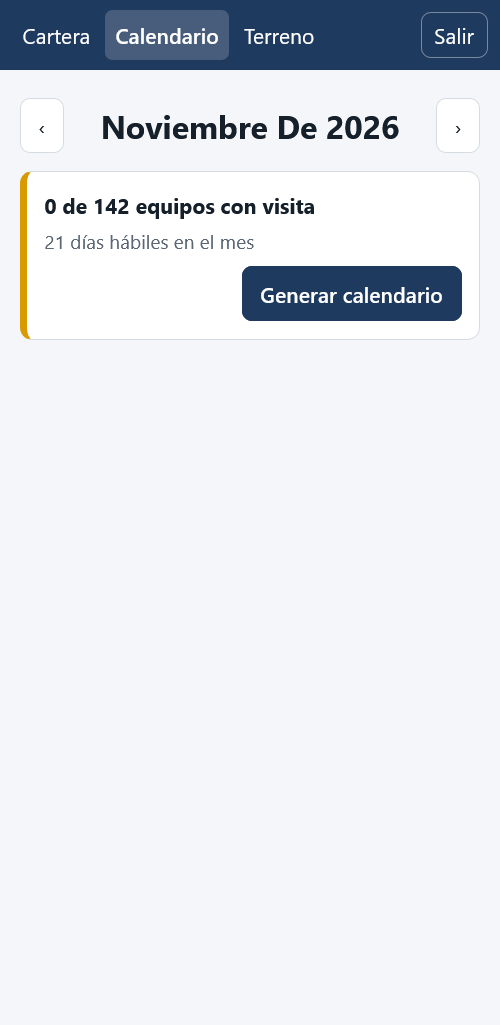 Cartera Calendario Terreno Salir
‹ Noviembre De 2026 ›
0 de 142 equipos con visita
21 días hábiles en el mes
Generar calendario